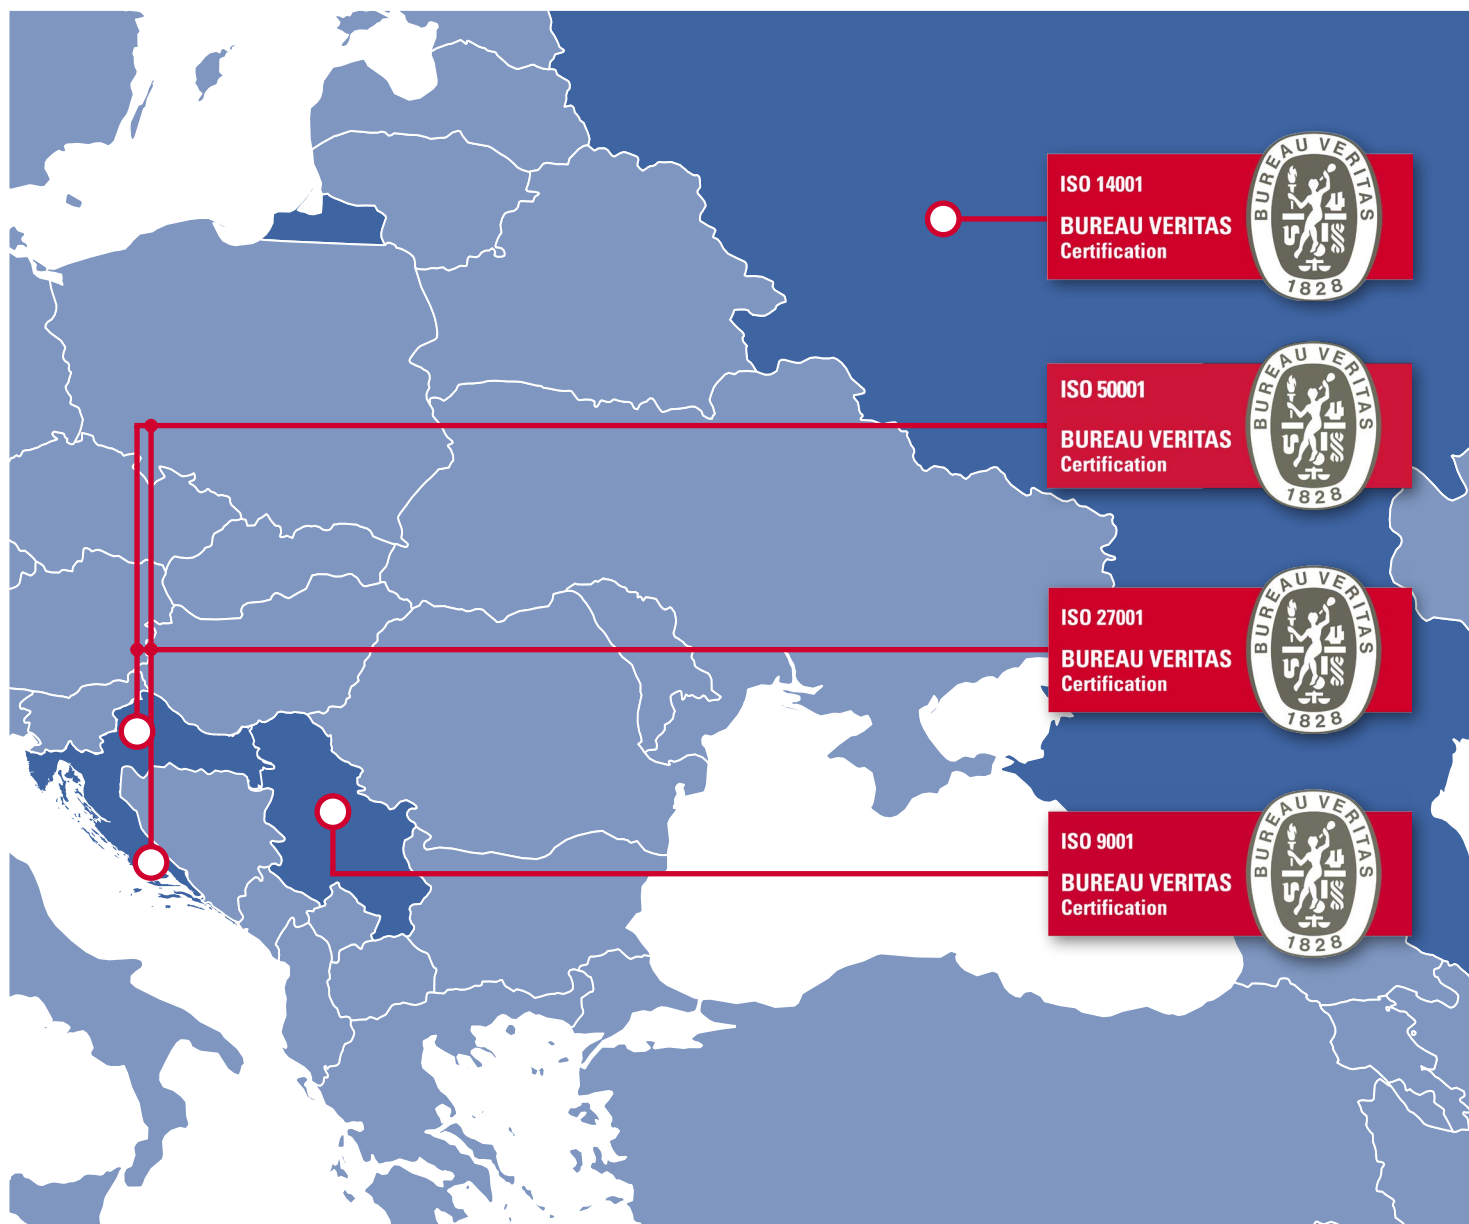 ISO 14001
BUREAU VERITAS
Certification
BUREAU VERITAS
1828
ISO 50001
BUREAU VERITAS
Certification
BUREAU VERITAS
1828
ISO 27001
BUREAU VERITAS
Certification
BUREAU VERITAS
1828
ISO 9001
BUREAU VERITAS
Certification
BUREAU VERITAS
1828